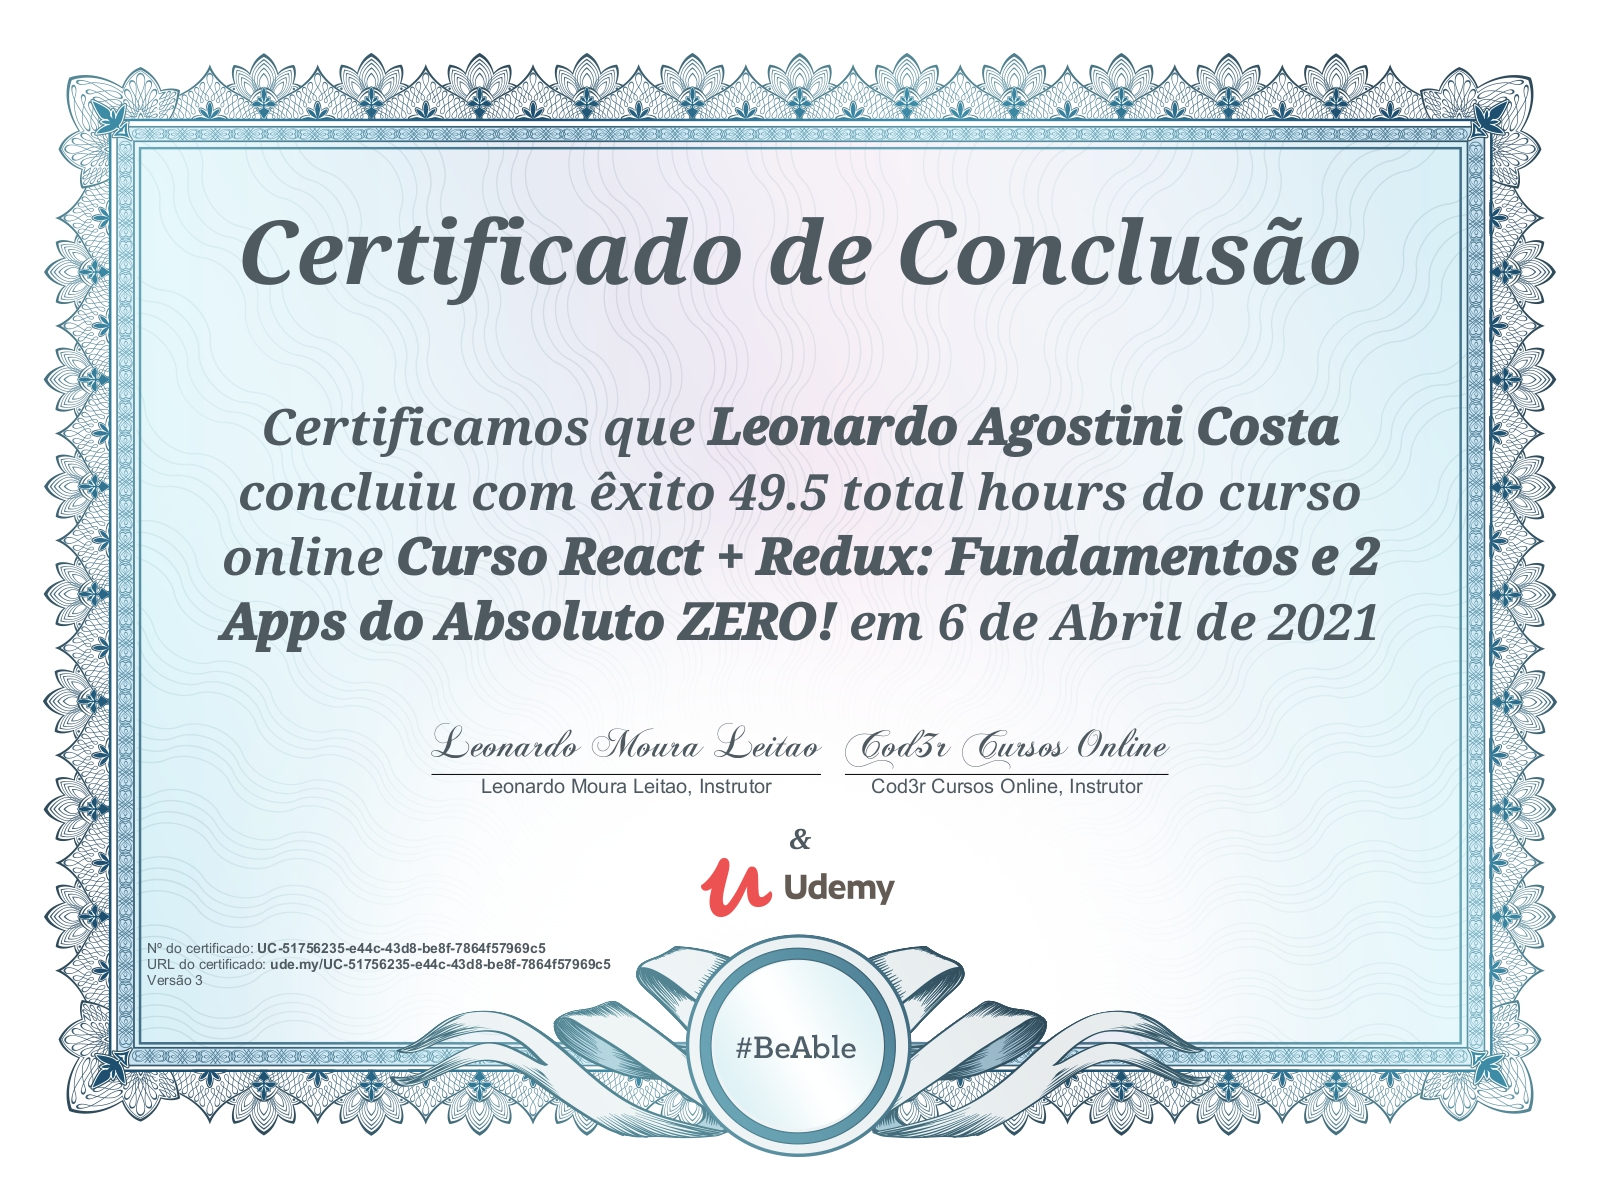 Certificado de Conclusão
Certificamos que Leonardo Agostini Costa
concluiu com êxito 49.5 total hours do curso
online Curso React + Redux: Fundamentos e 2
Apps do Absoluto ZERO! em 6 de Abril de 2021
Leonardo Moura Leitao
Cod3r Cursos Online
Leonardo Moura Leitao, Instrutor
Cod3r Cursos Online, Instrutor
&
Udemy
Nº do certificado: UC-51756235-e44c-43d8-be8f-7864f57969c5
URL do certificado: ude.my/UC-51756235-e44c-43d8-be8f-7864f57969c5
Versão 3
#BeAble